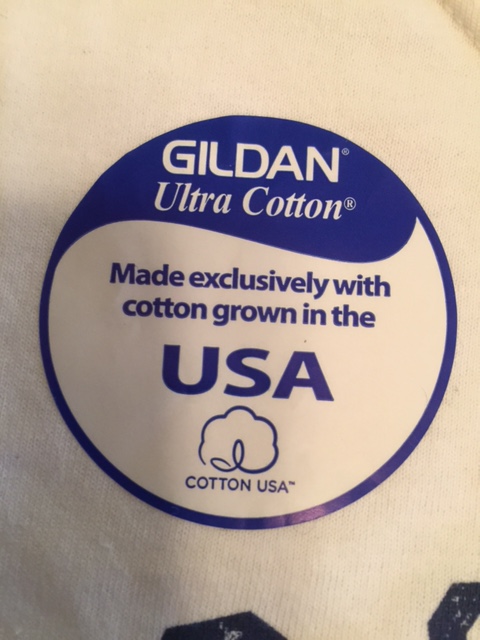 GILDAN®
Ultra Cotton®
Made exclusively with
cotton grown in the
USA
COTTON USA™